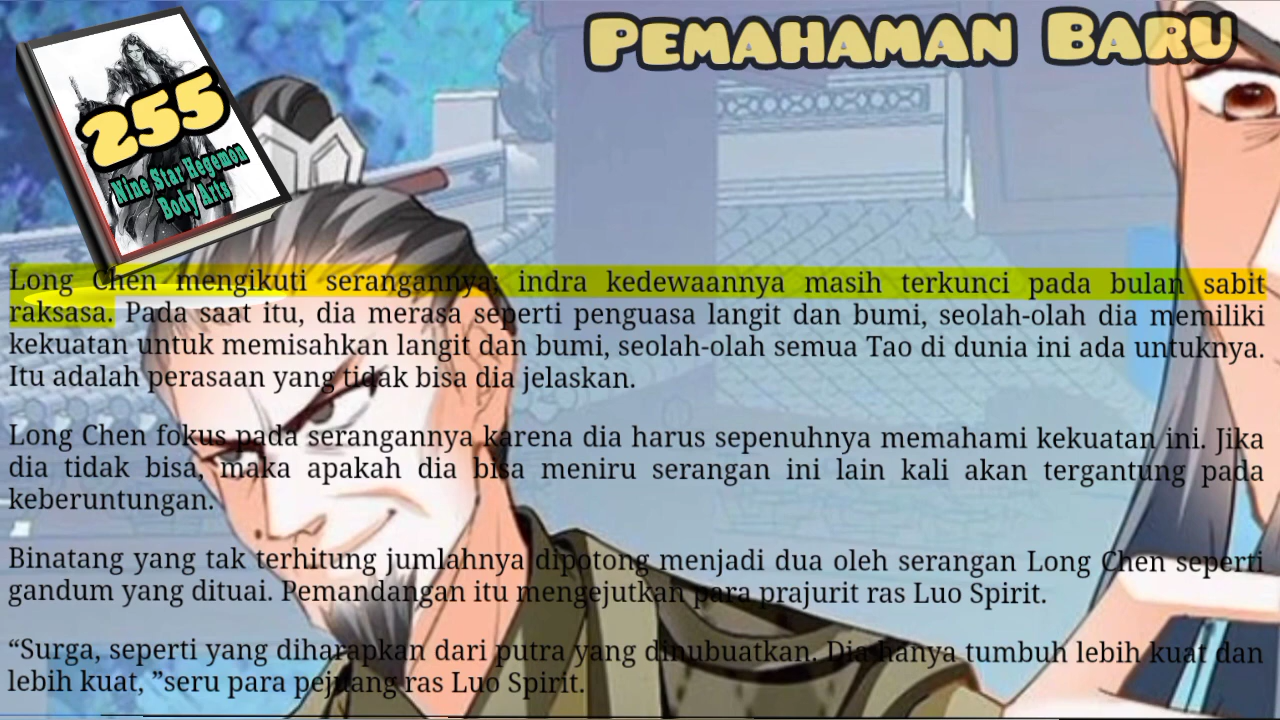 Pemahaman Baru
255
Nine Star Hegemon
Body Arts
Long Chen mengikuti serangannya; indra kedewaannya masih terkunci pada bulan sabit
raksasa. Pada saat itu, dia merasa seperti penguasa langit dan bumi, seolah-olah dia memiliki
kekuatan untuk memisahkan langit dan bumi, seolah-olah semua Tao di dunia ini ada untuknya.
Itu adalah perasaan yang tidak bisa dia jelaskan.
Long Chen fokus pada serangannya karena dia harus sepenuhnya memahami kekuatan ini. Jika
dia tidak bisa, maka apakah dia bisa meniru serangan ini lain kali akan tergantung pada
keberuntungan.
Binatang yang tak terhitung jumlahnya dipotong menjadi dua oleh serangan Long Chen seperti
gandum yang dituai. Pemandangan itu mengejutkan para prajurit ras Luo Spirit.
“Surga, seperti yang diharapkan dari putra yang dinubuatkan. Dia hanya tumbuh lebih kuat dan
lebih kuat, ”seru para pejuang ras Luo Spirit.